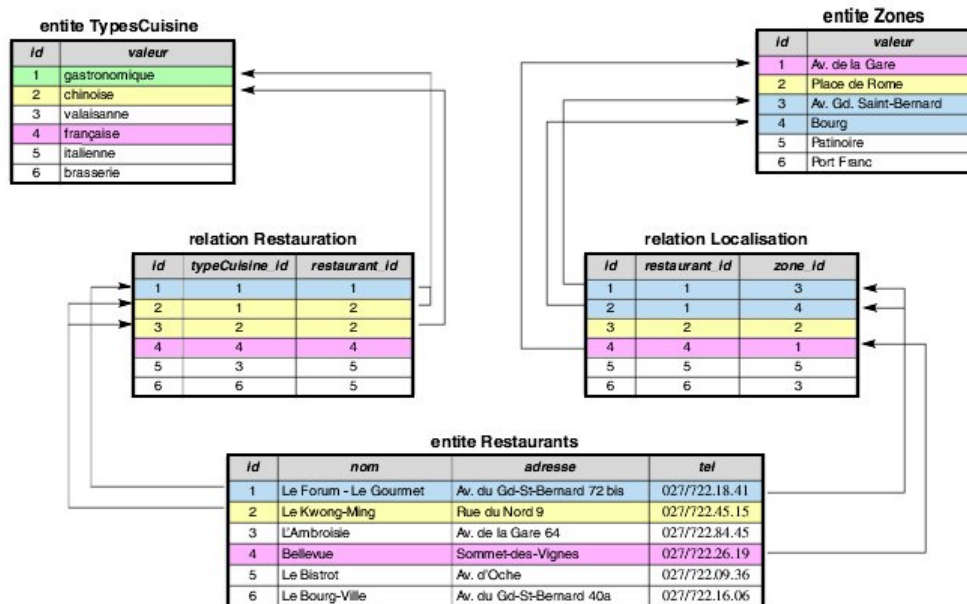 entite TypesCuisine
id valeur
1 gastronomique
2 chinoise
3 valaisanne
4 française
5 italienne
6 brasserie
entite Zones
id valeur
1 Av. de la Gare
2 Place de Rome
3 Av. Gd. Saint-Bernard
4 Bourg
5 Patinoire
6 Port Franc
relation Restauration
id typeCuisine_id restaurant_id
1 1 1
2 1 2
3 2 2
4 4 4
5 3 5
6 6 5
relation Localisation
id restaurant_id zone_id
1 1 3
2 1 4
3 2 2
4 4 1
5 5 5
6 6 3
entite Restaurants
id nom adresse tel
1 Le Forum - Le Gourmet Av. du Gd-St-Bernard 72 bis 027/722.18.41
2 Le Kwong-Ming Rue du Nord 9 027/722.45.15
3 L'Ambroisie Av. de la Gare 64 027/722.84.45
4 Bellevue Sommet-des-Vignes 027/722.26.19
5 Le Bistrot Av. d'Oche 027/722.09.36
6 Le Bourg-Ville Av. du Gd-St-Bernard 40a 027/722.16.06